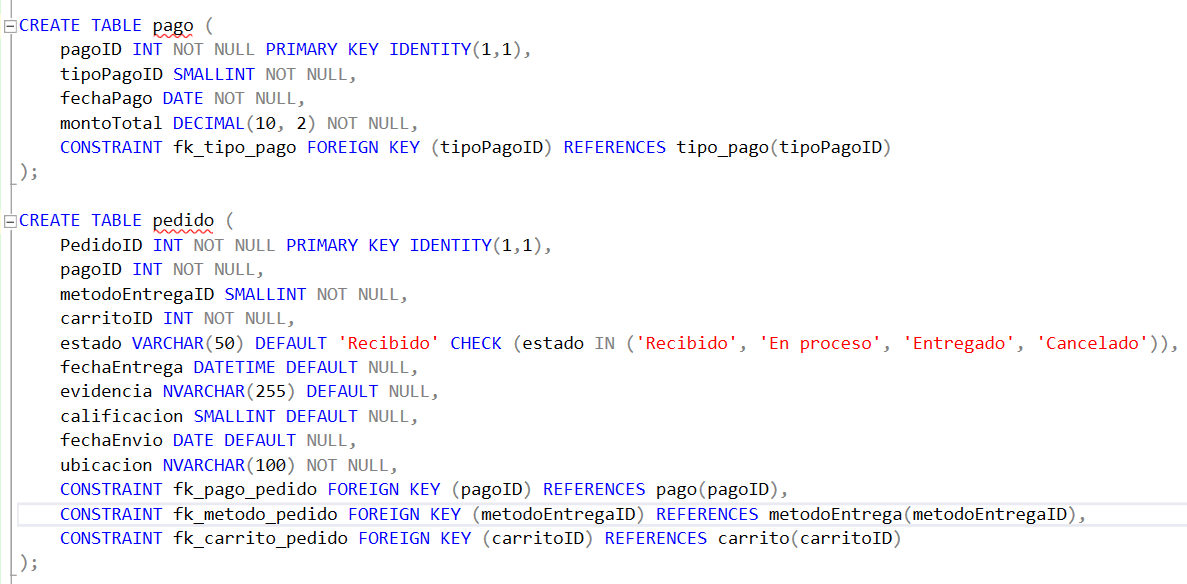 CREATE TABLE pago (
    pagoID INT NOT NULL PRIMARY KEY IDENTITY(1,1),
    tipoPagoID SMALLINT NOT NULL,
    fechaPago DATE NOT NULL,
    montoTotal DECIMAL(10, 2) NOT NULL,
    CONSTRAINT fk_tipo_pago FOREIGN KEY (tipoPagoID) REFERENCES tipo_pago(tipoPagoID)
);
CREATE TABLE pedido (
    PedidoID INT NOT NULL PRIMARY KEY IDENTITY(1,1),
    pagoID INT NOT NULL,
    metodoEntregaID SMALLINT NOT NULL,
    carritoID INT NOT NULL,
    estado VARCHAR(50) DEFAULT 'Recibido' CHECK (estado IN ('Recibido', 'En proceso', 'Entregado', 'Cancelado')),
    fechaEntrega DATETIME DEFAULT NULL,
    evidencia NVARCHAR(255) DEFAULT NULL,
    calificacion SMALLINT DEFAULT NULL,
    fechaEnvio DATE DEFAULT NULL,
    ubicacion NVARCHAR(100) NOT NULL,
    CONSTRAINT fk_pago_pedido FOREIGN KEY (pagoID) REFERENCES pago(pagoID),
    CONSTRAINT fk_metodo_pedido FOREIGN KEY (metodoEntregaID) REFERENCES metodoEntrega(metodoEntregaID),
    CONSTRAINT fk_carrito_pedido FOREIGN KEY (carritoID) REFERENCES carrito(carritoID)
);